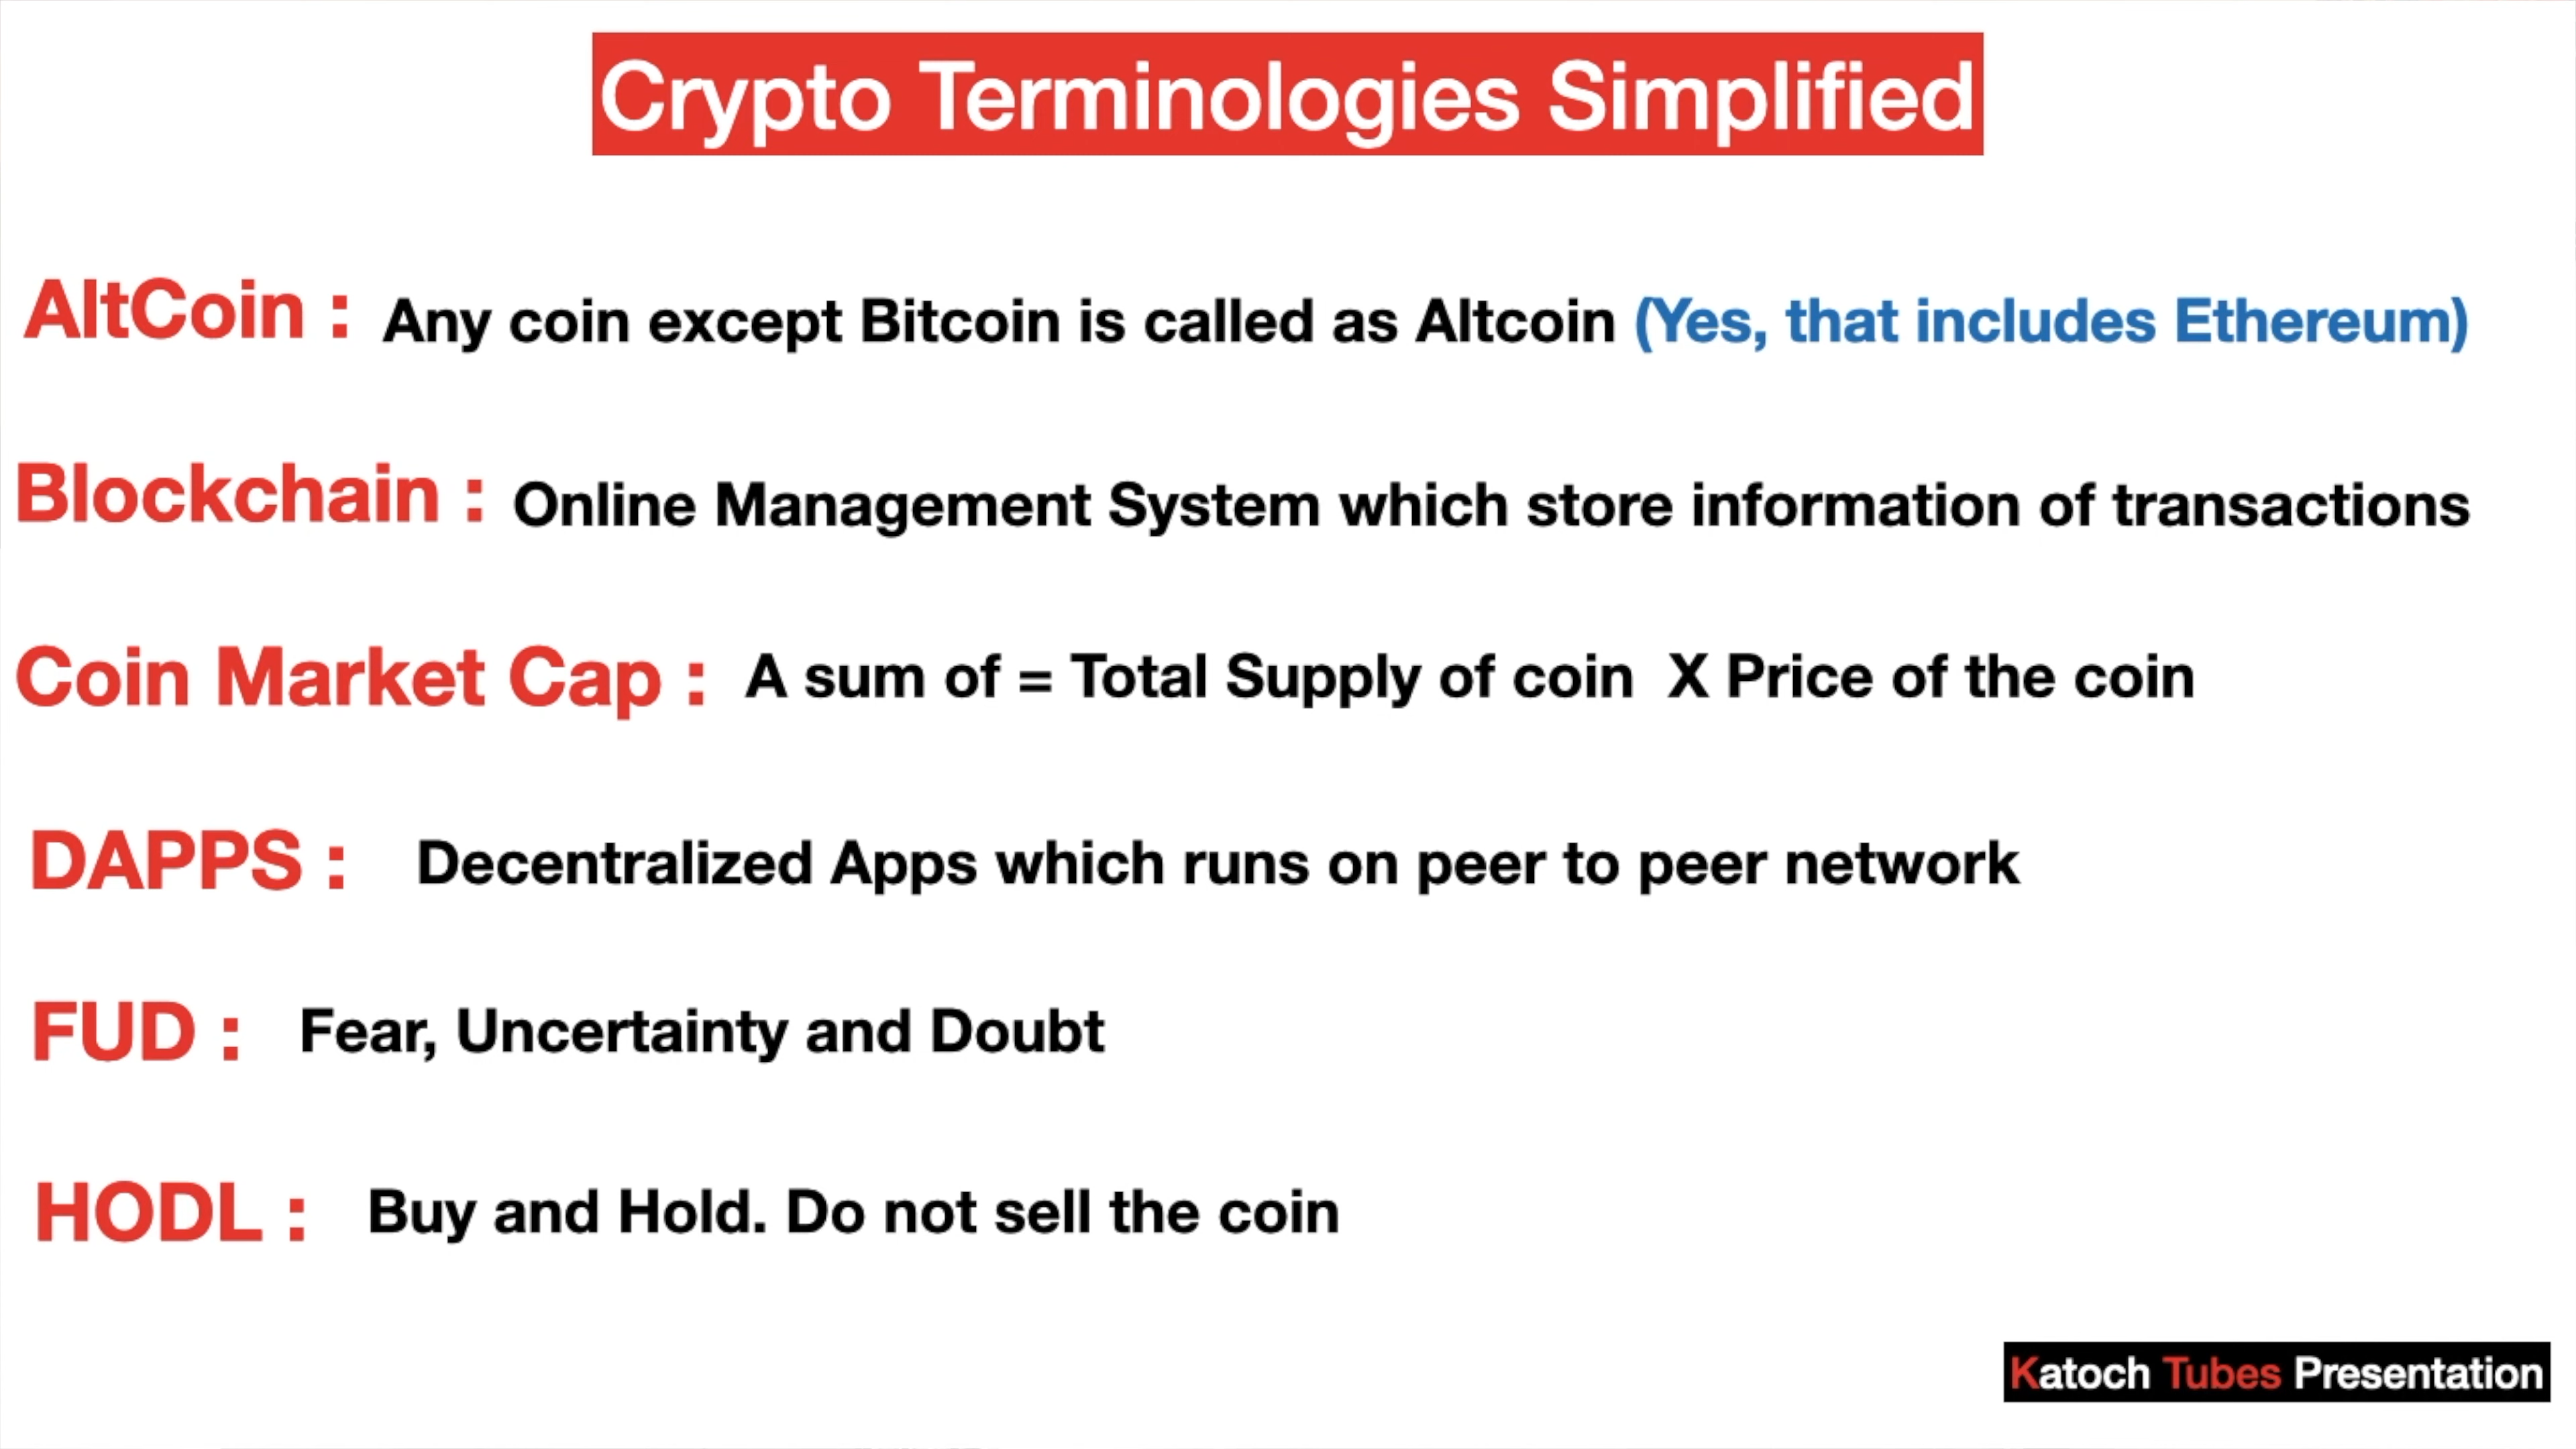 Crypto Terminologies Simplified
AltCoin : Any coin except Bitcoin is called as Altcoin (Yes, that includes Ethereum)
Blockchain : Online Management System which store information of transactions
Coin Market Cap : A sum of = Total Supply of coin X Price of the coin
DAPPS : Decentralized Apps which runs on peer to peer network
FUD : Fear, Uncertainty and Doubt
HODL : Buy and Hold. Do not sell the coin
Katoch Tubes Presentation